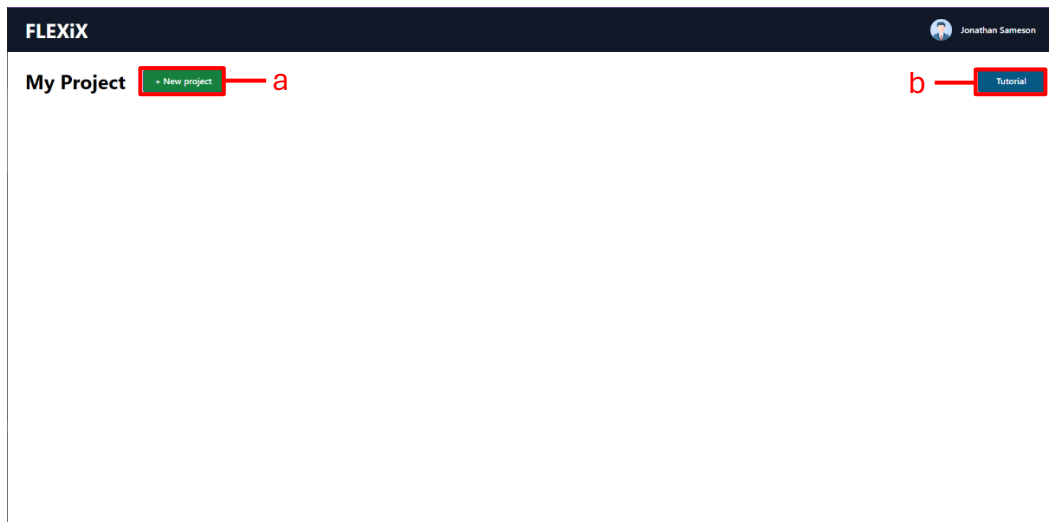 FLEXiX
Jonathan Sameson
My Project
+ New project
a
b
Tutorial